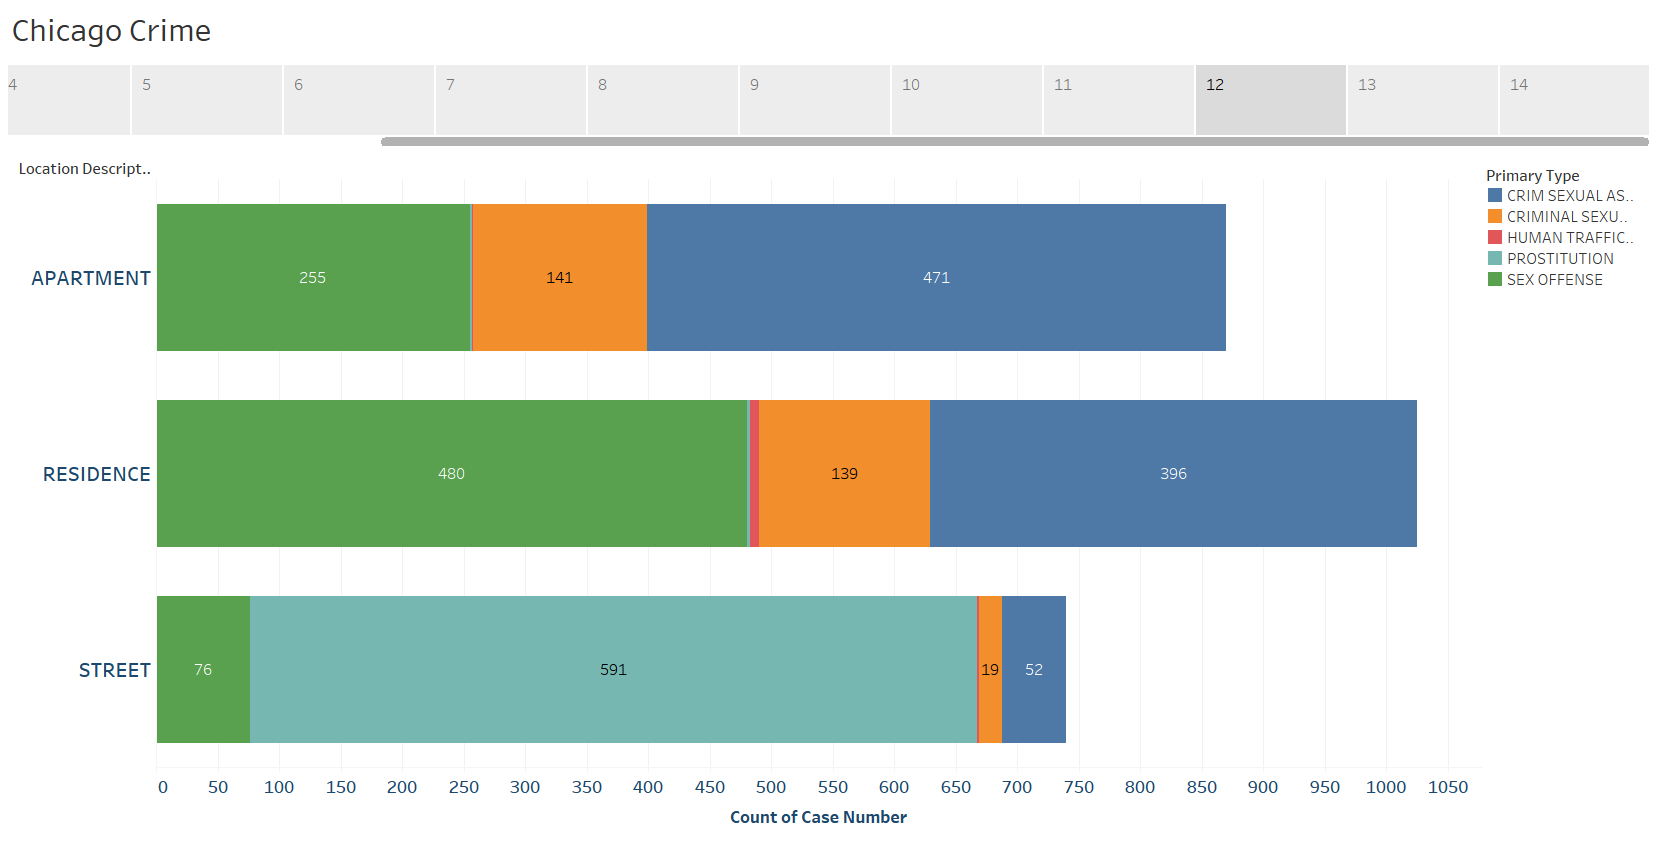 Chicago Crime
4 5 6 7 8 9 10 11 12 13 14
Location Descript..
Primary Type
CRIM SEXUAL AS..
CRIMINAL SEXU..
HUMAN TRAFFIC..
PROSTITUTION
SEX OFFENSE
APARTMENT 255 141 471
RESIDENCE 480 139 396
STREET 76 591 19 52
0 50 100 150 200 250 300 350 400 450 500 550 600 650 700 750 800 850 900 950 1000 1050
Count of Case Number